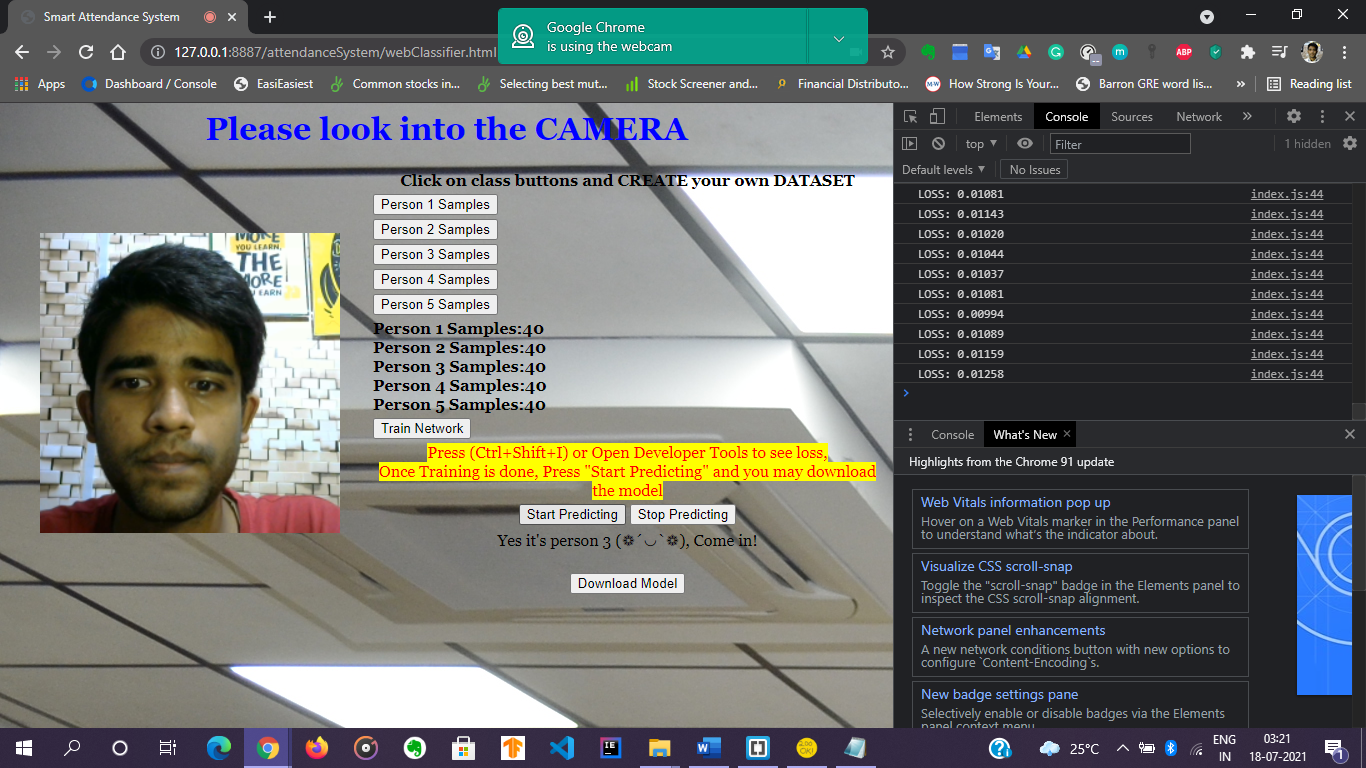 Smart Attendance System
Google Chrome
is using the webcam
127.0.0.1:8887/attendanceSystem/webClassifier.html
ABP
Apps
Dashboard / Console
EasiEasiest
Common stocks in...
Selecting best mut...
Stock Screener and...
Financial Distributo...
How Strong Is Your...
Barron GRE word lis...
»
Reading list
Please look into the CAMERA
Click on class buttons and CREATE your own DATASET
Person 1 Samples
Person 2 Samples
Person 3 Samples
Person 4 Samples
Person 5 Samples
MORE
YOU LEARN,
THE
MORE
Person 1 Samples:40
Person 2 Samples:40
Person 3 Samples:40
Person 4 Samples:40
Person 5 Samples:40
Train Network
Press (Ctrl+Shift+I) or Open Developer Tools to see loss,
Once Training is done, Press "Start Predicting" and you may download
the model
Start Predicting Stop Predicting
Yes it's person 3 (❁´◡`❁), Come in!
Download Model
Elements Console Sources Network »
top Filter 1 hidden
Default levels No Issues
LOSS: 0.01081 index.js:44
LOSS: 0.01143 index.js:44
LOSS: 0.01020 index.js:44
LOSS: 0.01044 index.js:44
LOSS: 0.01037 index.js:44
LOSS: 0.01081 index.js:44
LOSS: 0.00994 index.js:44
LOSS: 0.01089 index.js:44
LOSS: 0.01159 index.js:44
LOSS: 0.01258 index.js:44
Console What's New
Highlights from the Chrome 91 update
Web Vitals information pop up
Hover on a Web Vitals marker in the Performance panel
to understand what's the indicator about.
Visualize CSS scroll-snap
Toggle the "scroll-snap" badge in the Elements panel to
inspect the CSS scroll-snap alignment.
Network panel enhancements
A new network conditions button with new options to
configure `Content-Encoding`s.
New badge settings pane
Selectively enable or disable badges via the Elements
panel context menu
25°C
ENG
IN
03:21
18-07-2021
1